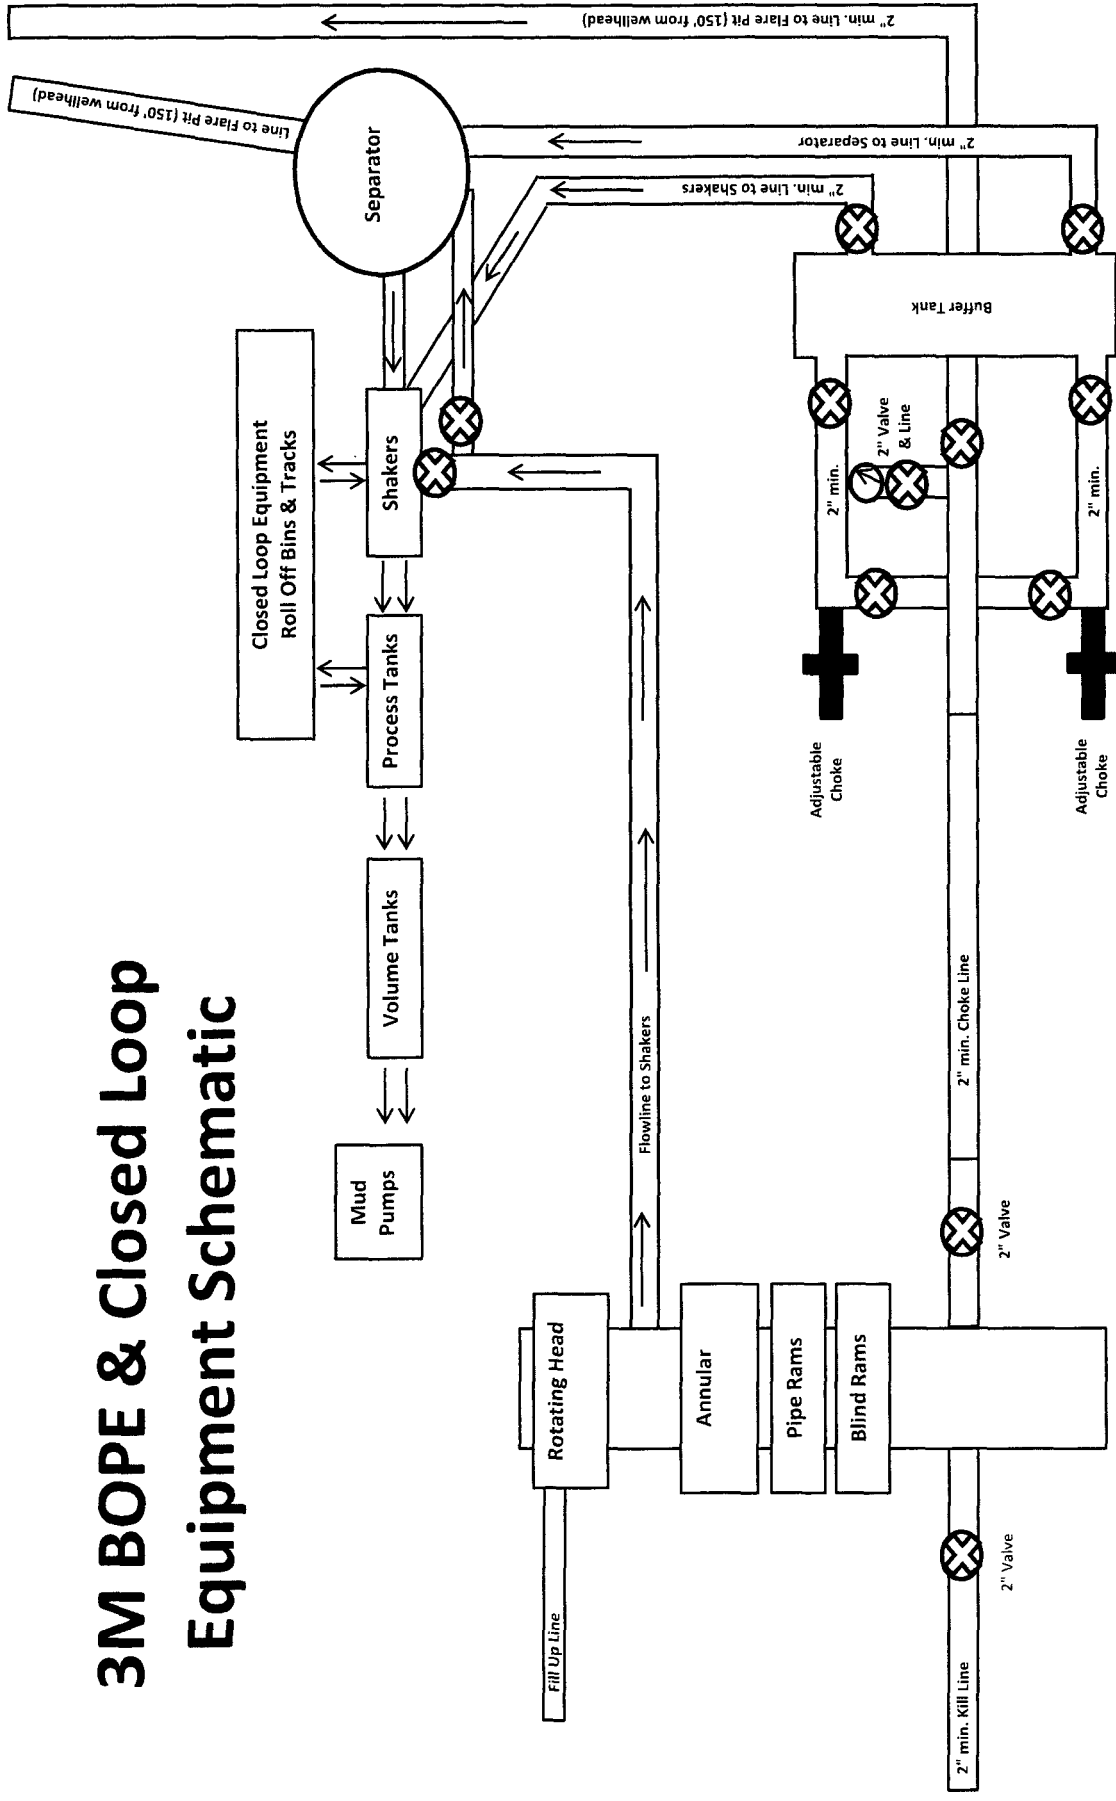 3M BOPE & Closed Loop
Equipment Schematic
Closed Loop Equipment
Roll Off Bins & Tracks
Line to Flare Pit (150' from wellhead)
2" min. Line to Flare Pit (150' from wellhead)
Separator
Mud
Pumps
Volume Tanks
Process Tanks
Shakers
2" min. Line to Shakers
2" min. Line to Separator
Fill Up Line
Rotating Head
Flowline to Shakers
Annular
Pipe Rams
Blind Rams
Adjustable
Choke
2" min.
2" Valve
& Line
Buffer Tank
2" min. Kill Line
2" Valve
2" Valve
2" min. Choke Line
Adjustable
Choke
2" min.